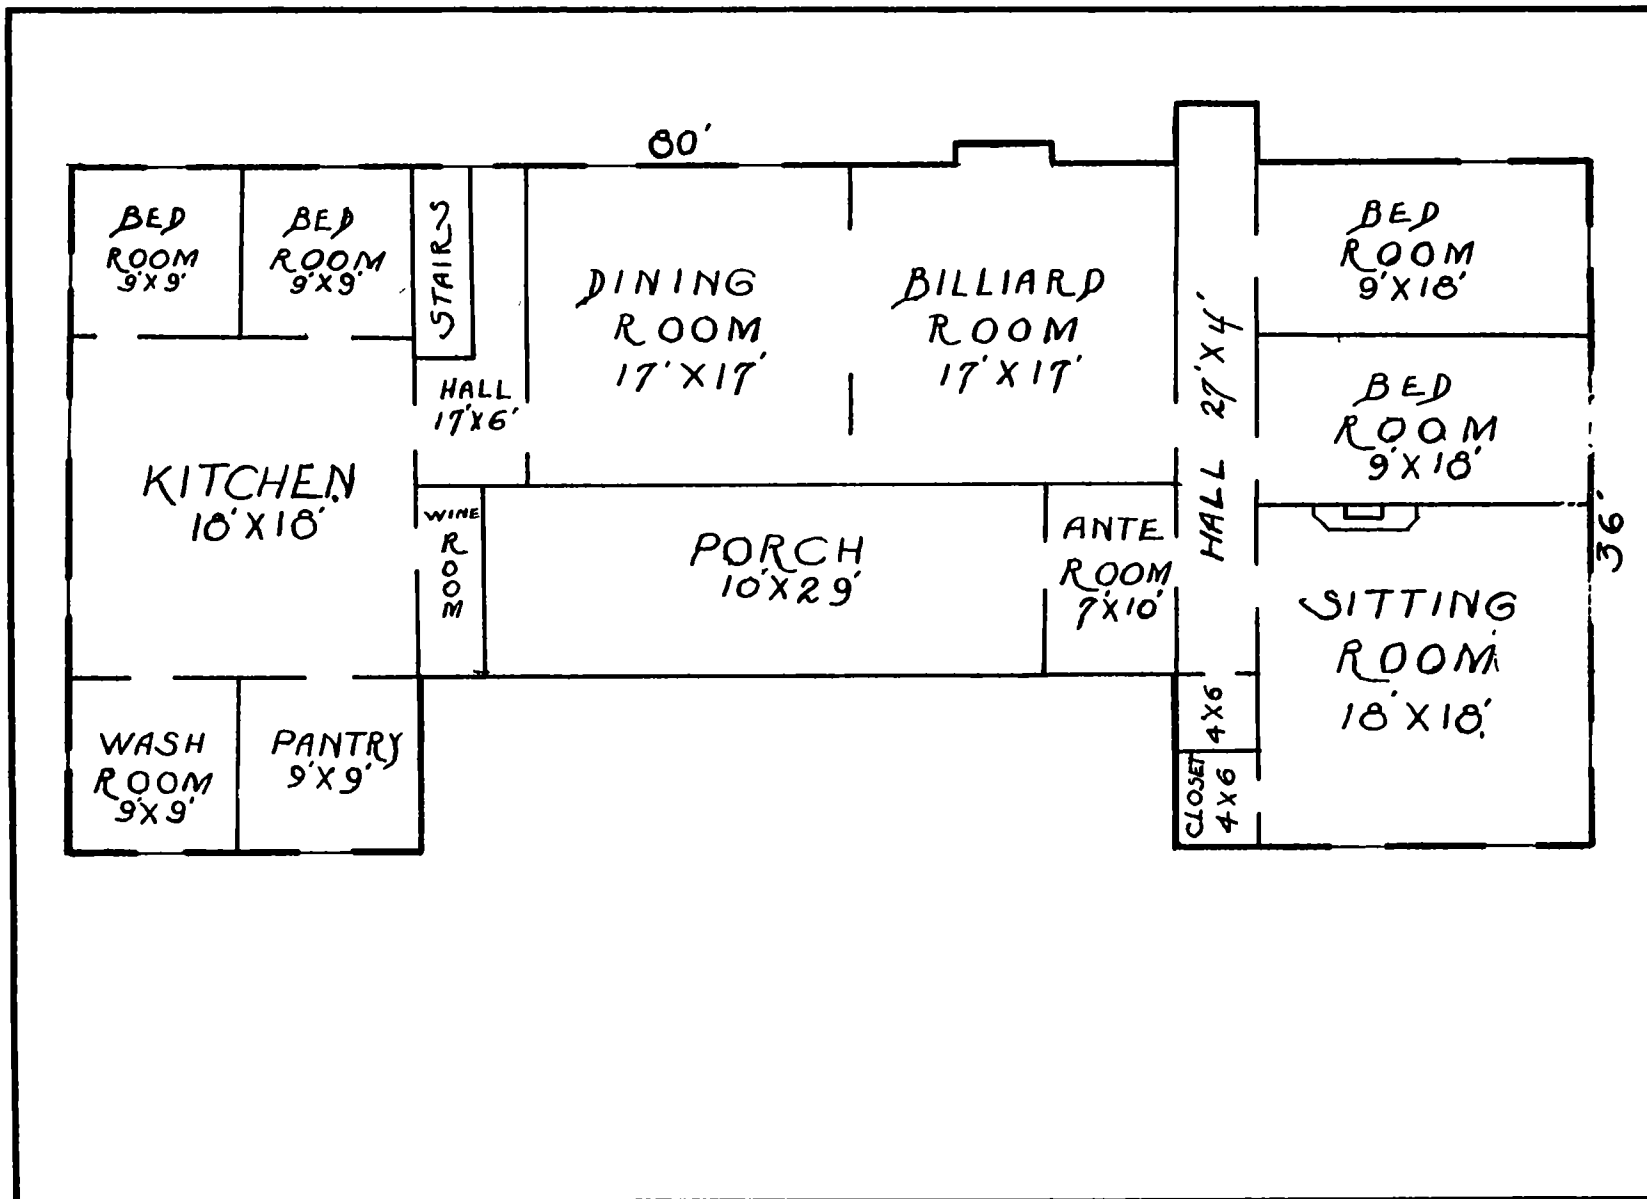 80'
BED
ROOM
9'X9'
BED
ROOM
9'X9'
STAIRS
HALL
17'X6'
DINING
ROOM
17'X17'
BILLIARD
ROOM
17'X17'
HALL 27'X4'
BED
ROOM
9'X18'
BED
ROOM
9'X18'
KITCHEN
18'X18'
WINE
ROOM
PORCH
10'X29'
ANTE
ROOM
7'X10'
36'
SITTING
ROOM
18'X18'
WASH
ROOM
9'X9'
PANTRY
9'X9'
4X6
CLOSET
4X6